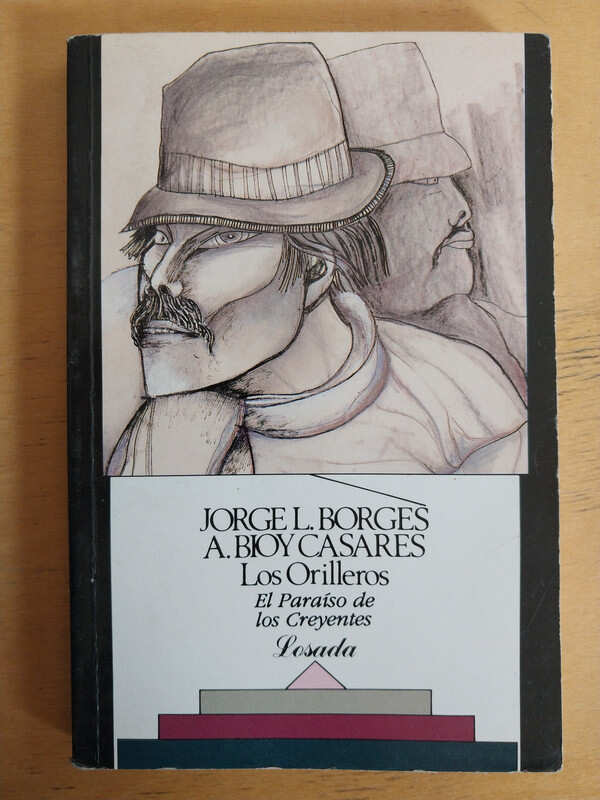 JORGE L. BORGES
A. BIOY CASARES
Los Orilleros
El Paraíso de
los Creyentes
Losada